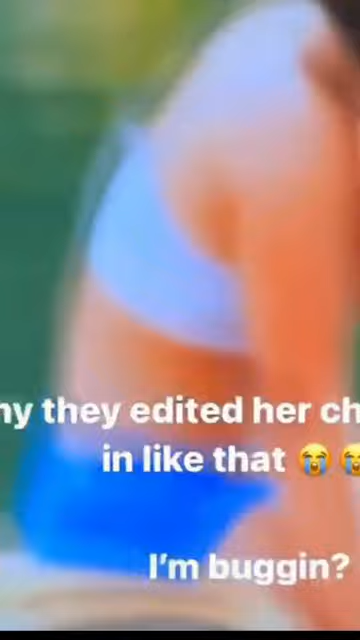 they edited her
in like that 😭
I'm buggin?